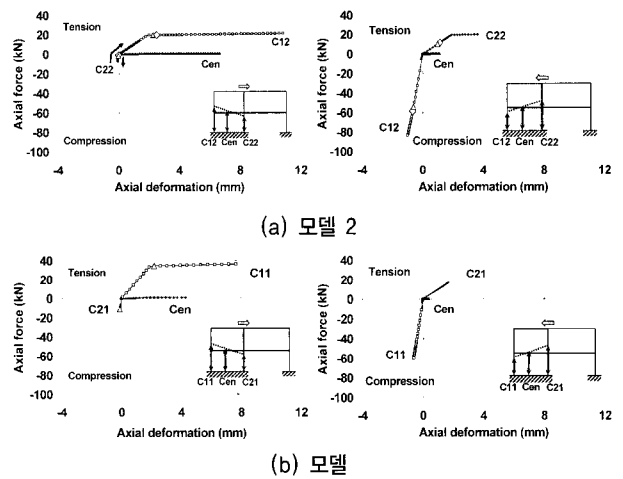 40
20
0
-20
-40
-60
-80
-100
Axial force (kN)
Tension
C12
C22
Cen
Compression
C12 Cen C22
-4 0 4 8 12
Axial deformation (mm)
40
20
0
-20
-40
-60
-80
-100
Axial force (kN)
Tension
C22
Cen
C12
Compression
C12 Cen C22
-4 0 4 8 12
Axial deformation (mm)
(a) 모델 2
40
20
0
-20
-40
-60
-80
-100
Axial force (kN)
Tension
C11
C21
Cen
Compression
C11 Cen C21
-4 0 4 8 12
Axial deformation (mm)
40
20
0
-20
-40
-60
-80
-100
Axial force (kN)
Tension
C21
Cen
C11
Compression
C11 Cen C21
-4 0 4 8 12
Axial deformation (mm)
(b) 모델